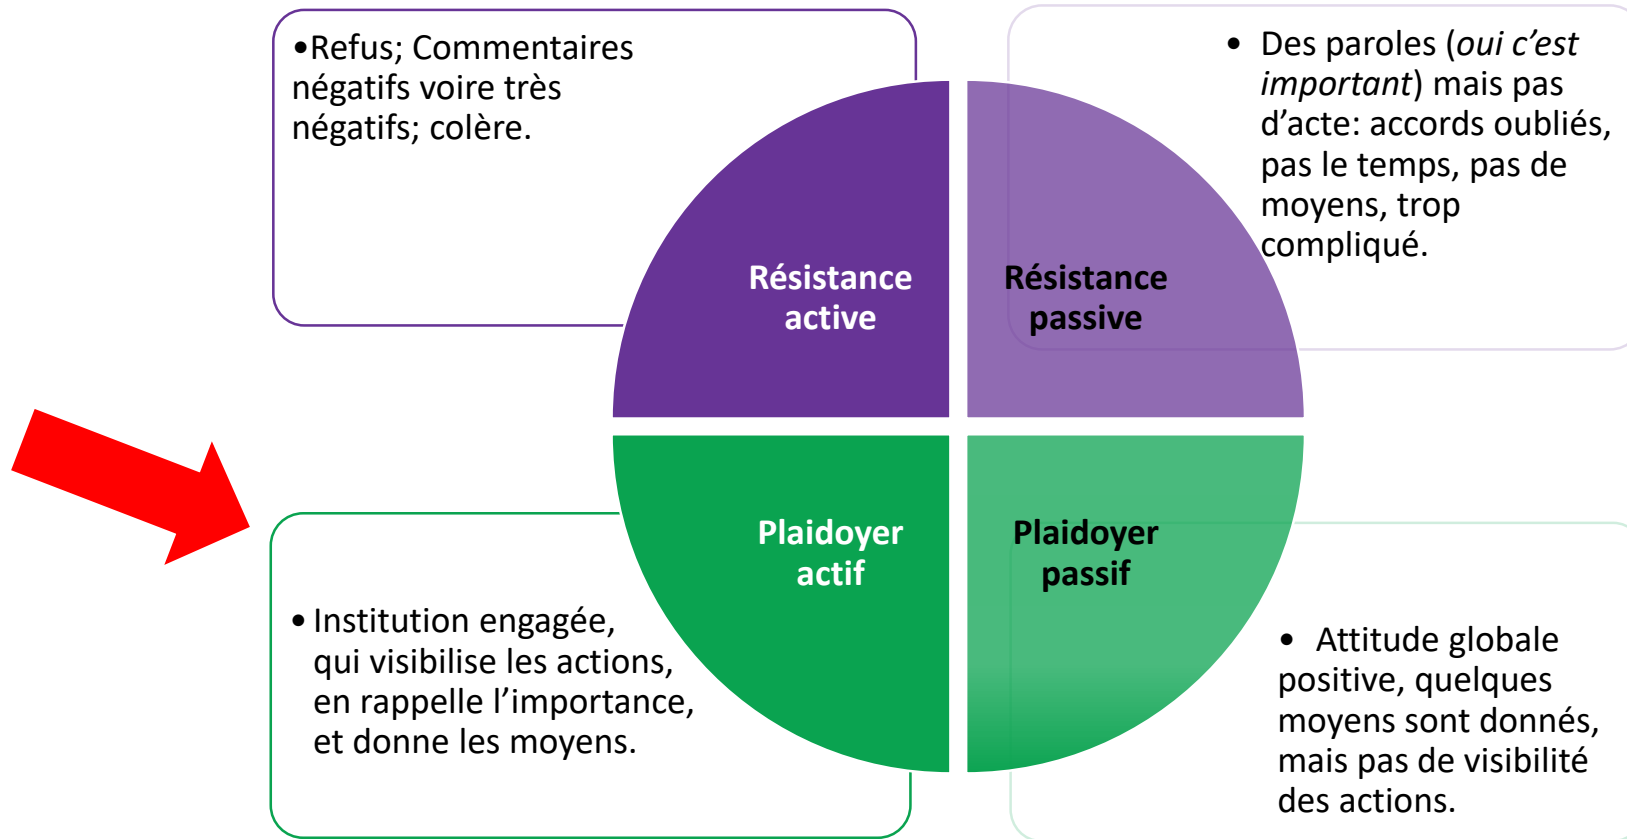 •Refus; Commentaires
négatifs voire très
négatifs; colère.
• Des paroles (oui c’est
important) mais pas
d’acte: accords oubliés,
pas le temps, pas de
moyens, trop
compliqué.
Résistance
active
Résistance
passive
Plaidoyer
actif
Plaidoyer
passif
• Institution engagée,
qui visibilise les actions,
en rappelle l’importance,
et donne les moyens.
• Attitude globale
positive, quelques
moyens sont donnés,
mais pas de visibilité
des actions.